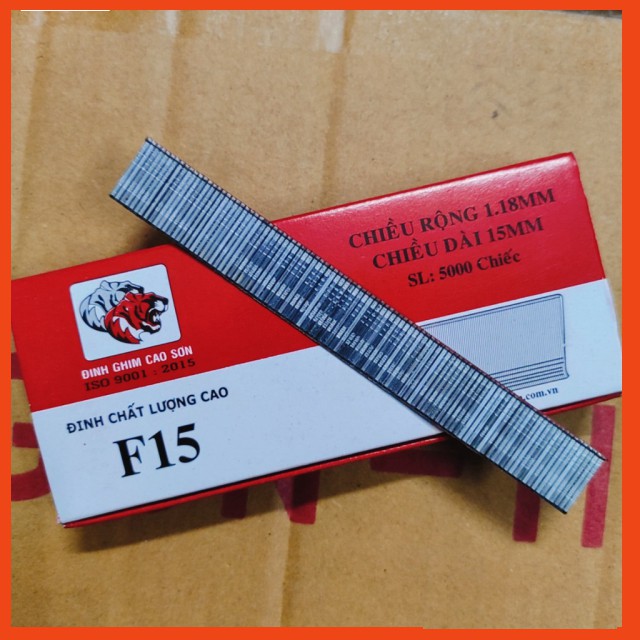 CHIỀU RỘNG 1.18MM
CHIỀU DÀI 15MM
SL: 5000 Chiếc
ĐINH GHIM CAO SƠN
ISO 9001 : 2015
ĐINH CHẤT LƯỢNG CAO
F15
.com.vn